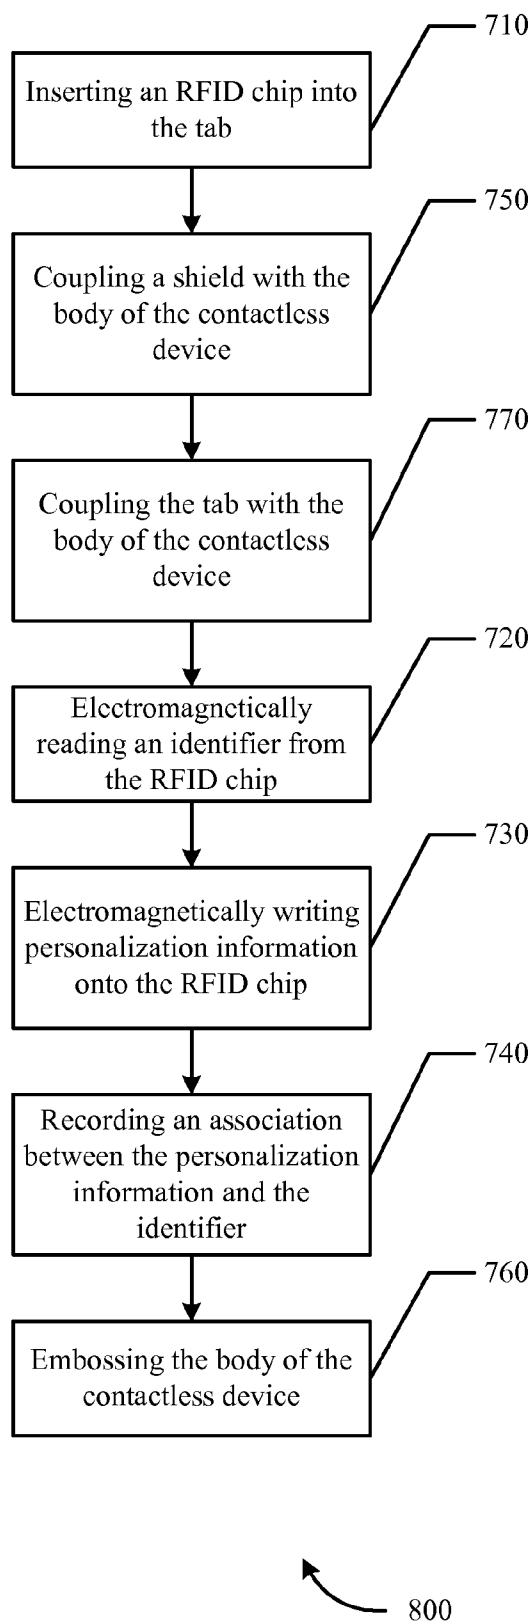 710
Inserting an RFID chip into
the tab
750
Coupling a shield with the
body of the contactless
device
770
Coupling the tab with the
body of the contactless
device
720
Electromagnetically
reading an identifier from
the RFID chip
730
Electromagnetically writing
personalization information
onto the RFID chip
740
Recording an association
between the personalization
information and the
identifier
760
Embossing the body of the
contactless device
800